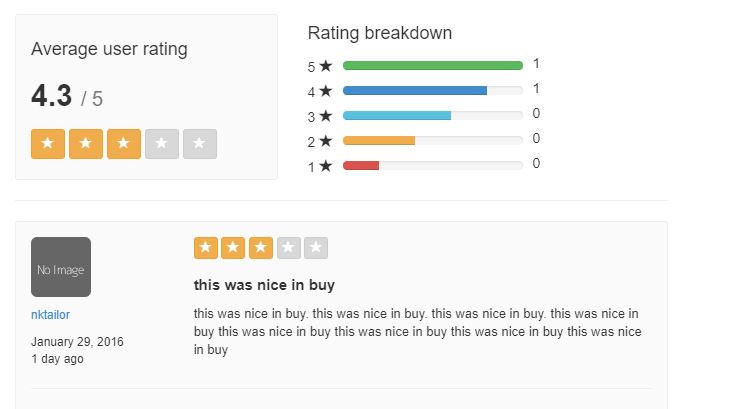 Average user rating
4.3 / 5
Rating breakdown
5 ★ 1
4 ★ 1
3 ★ 0
2 ★ 0
1 ★ 0
No Image
nktailor
January 29, 2016
1 day ago
this was nice in buy
this was nice in buy. this was nice in buy. this was nice in buy. this was nice in
buy this was nice in buy this was nice in buy this was nice in buy this was nice
in buy